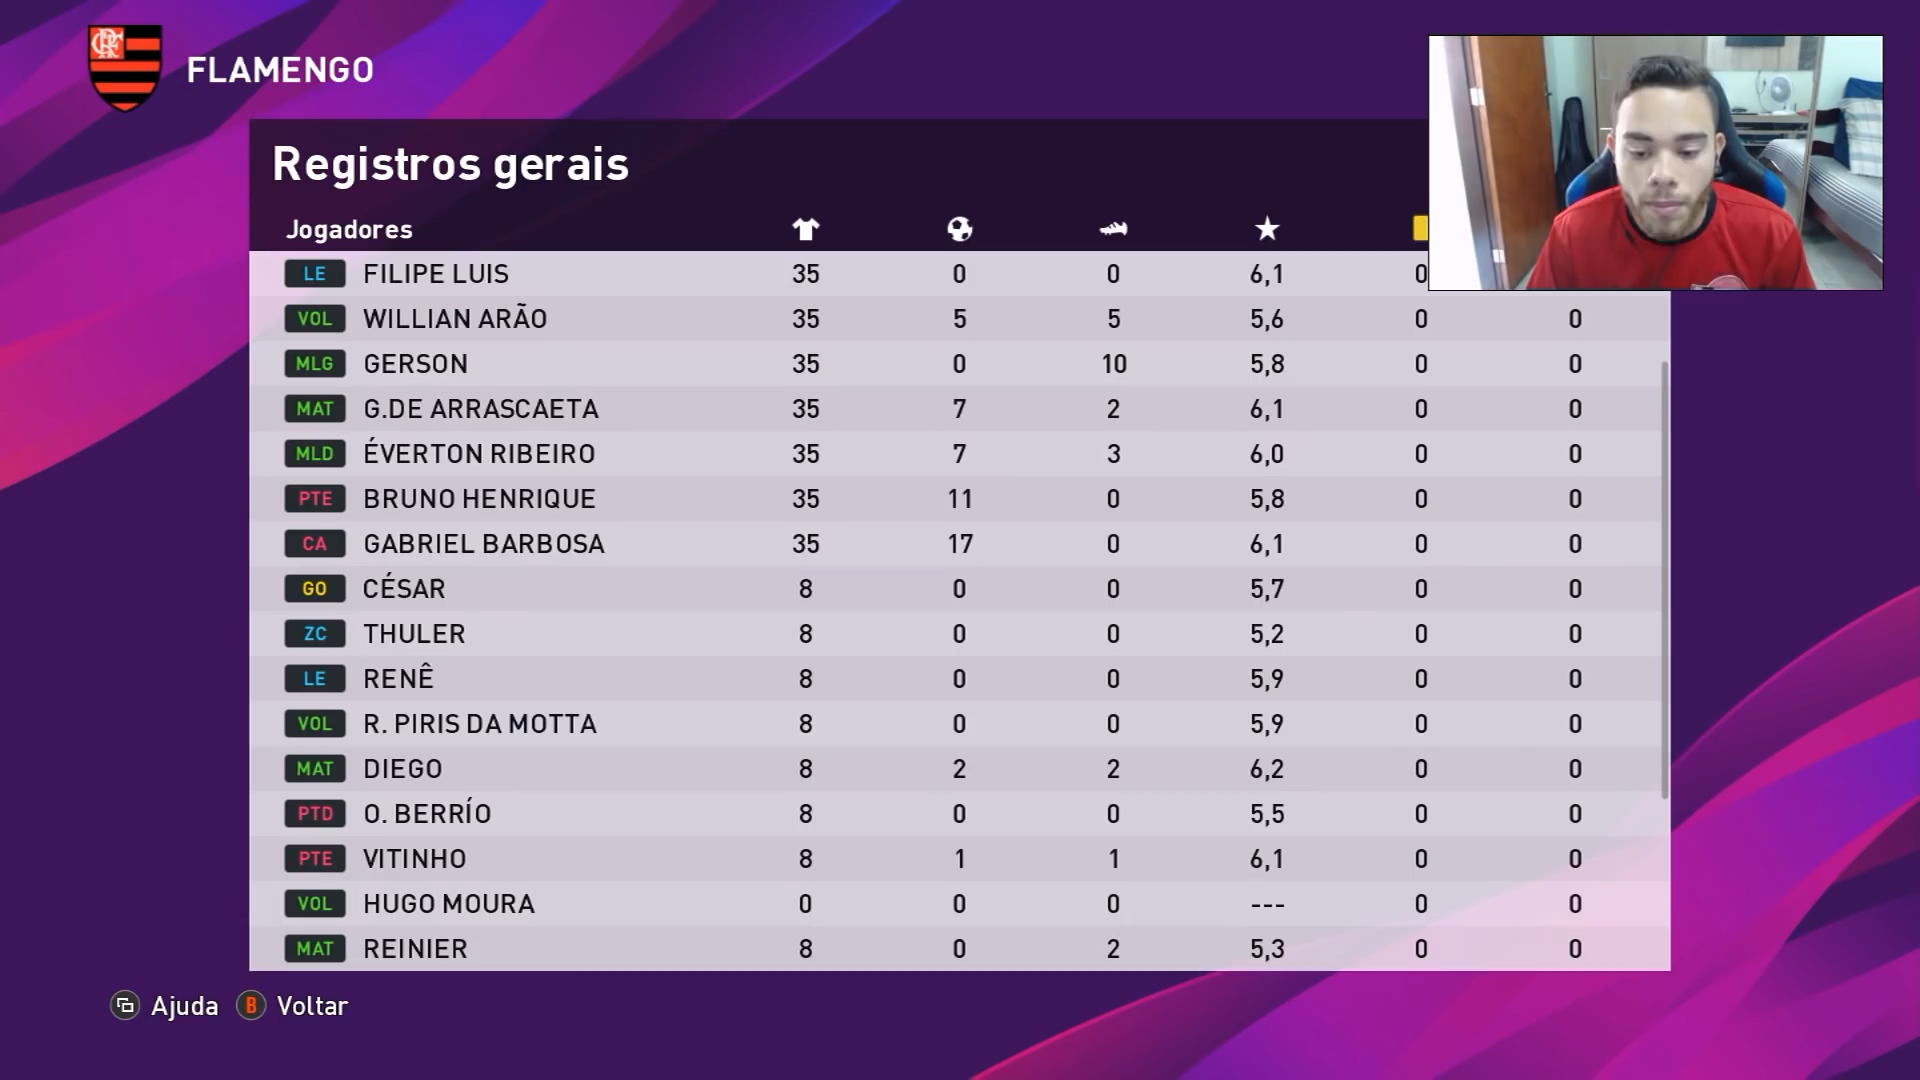 FLAMENGO
Registros gerais
Jogadores
LE FILIPE LUIS 35 0 0 6,1 0
VOL WILLIAN ARÃO 35 5 5 5,6 0 0
MLG GERSON 35 0 10 5,8 0 0
MAT G.DE ARRASCAETA 35 7 2 6,1 0 0
MLD ÉVERTON RIBEIRO 35 7 3 6,0 0 0
PTE BRUNO HENRIQUE 35 11 0 5,8 0 0
CA GABRIEL BARBOSA 35 17 0 6,1 0 0
GO CÉSAR 8 0 0 5,7 0 0
ZC THULER 8 0 0 5,2 0 0
LE RENÊ 8 0 0 5,9 0 0
VOL R. PIRIS DA MOTTA 8 0 0 5,9 0 0
MAT DIEGO 8 2 2 6,2 0 0
PTD O. BERRÍO 8 0 0 5,5 0 0
PTE VITINHO 8 1 1 6,1 0 0
VOL HUGO MOURA 0 0 0 --- 0 0
MAT REINIER 8 0 2 5,3 0 0
Ajuda B Voltar